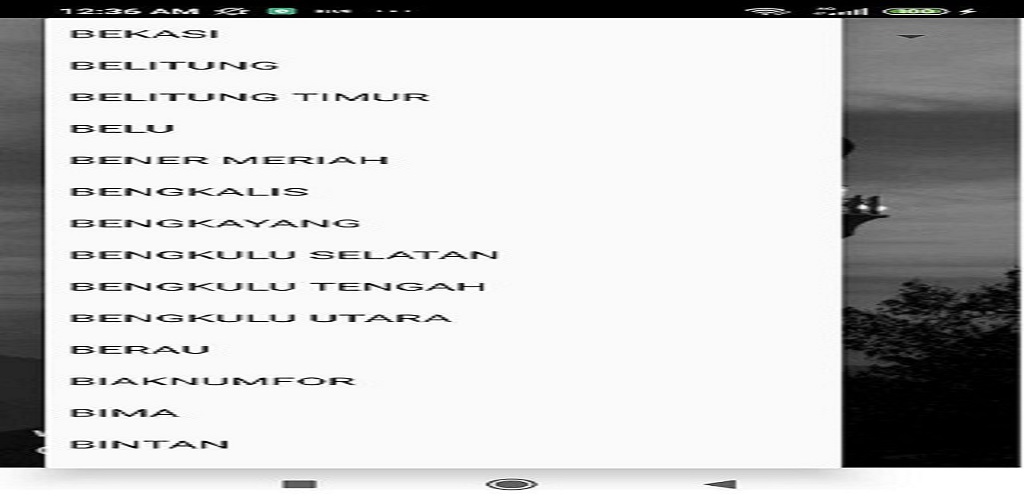 12:36 AM
BEKASI
BELITUNG
BELITUNG TIMUR
BELU
BENER MERIAH
BENGKALIS
BENGKAYANG
BENGKULU SELATAN
BENGKULU TENGAH
BENGKULU UTARA
BERAU
BIAKNUMFOR
BIMA
BINTAN